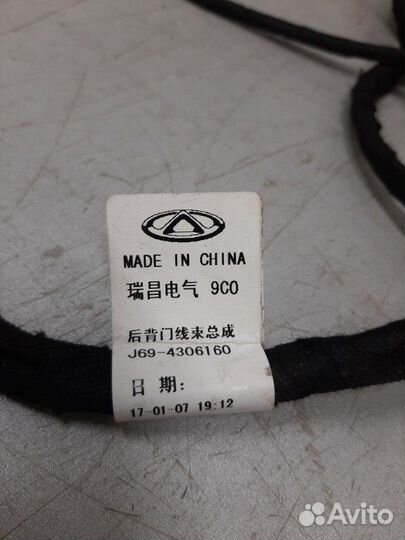 MADE IN CHINA
瑞昌电气 9C0
后背门线束总成
J69-4306160
日期:
17-01-07 19:12
Avito